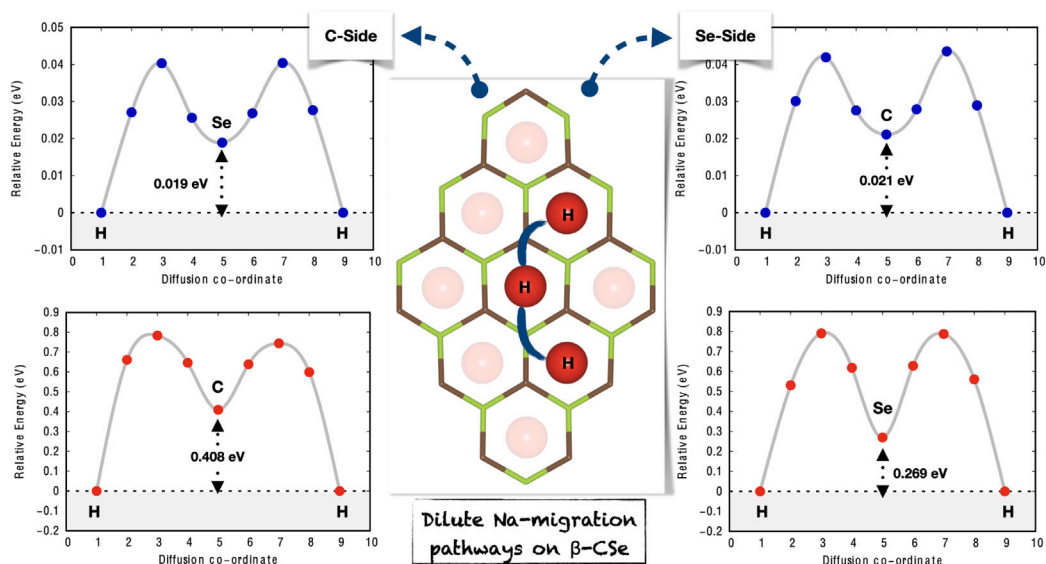 C-Side
Se-Side
Relative Energy (eV)
0.05
0.04
0.03
0.02
0.01
0
−0.01
Se
0.019 eV
H
H
0 1 2 3 4 5 6 7 8 9 10
Diffusion co-ordinate
Relative Energy (eV)
0.05
0.04
0.03
0.02
0.01
0
−0.01
C
0.021 eV
H
H
0 1 2 3 4 5 6 7 8 9 10
Diffusion co-ordinate
H
H
H
Relative Energy (eV)
0.9
0.8
0.7
0.6
0.5
0.4
0.3
0.2
0.1
0
−0.1
−0.2
C
0.408 eV
H
H
0 1 2 3 4 5 6 7 8 9 10
Diffusion co-ordinate
Relative Energy (eV)
0.9
0.8
0.7
0.6
0.5
0.4
0.3
0.2
0.1
0
−0.1
−0.2
Se
0.269 eV
H
H
0 1 2 3 4 5 6 7 8 9 10
Diffusion co-ordinate
Dilute Na-migration
pathways on β-CSe